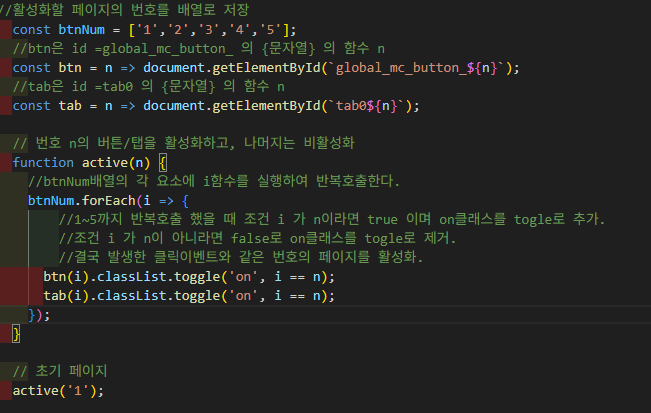 //활성화할 페이지의 번호를 배열로 저장
const btnNum = ['1','2','3','4','5'];
//btn은 id =global_mc_button_ 의 {문자열} 의 함수 n
const btn = n => document.getElementById(`global_mc_button_${n}`);
//tab은 id =tab0 의 {문자열} 의 함수 n
const tab = n => document.getElementById(`tab0${n}`);
// 번호 n의 버튼/탭을 활성화하고, 나머지는 비활성화
function active(n) {
//btnNum배열의 각 요소에 i함수를 실행하여 반복호출한다.
btnNum.forEach(i => {
//1~5까지 반복호출 했을 때 조건 i 가 n이라면 true 이며 on클래스를 togle로 추가.
//조건 i 가 n이 아니라면 false로 on클래스를 togle로 제거.
//결국 발생한 클릭이벤트와 같은 번호의 페이지를 활성화.
btn(i).classList.toggle('on', i == n);
tab(i).classList.toggle('on', i == n);
});
}
// 초기 페이지
active('1');